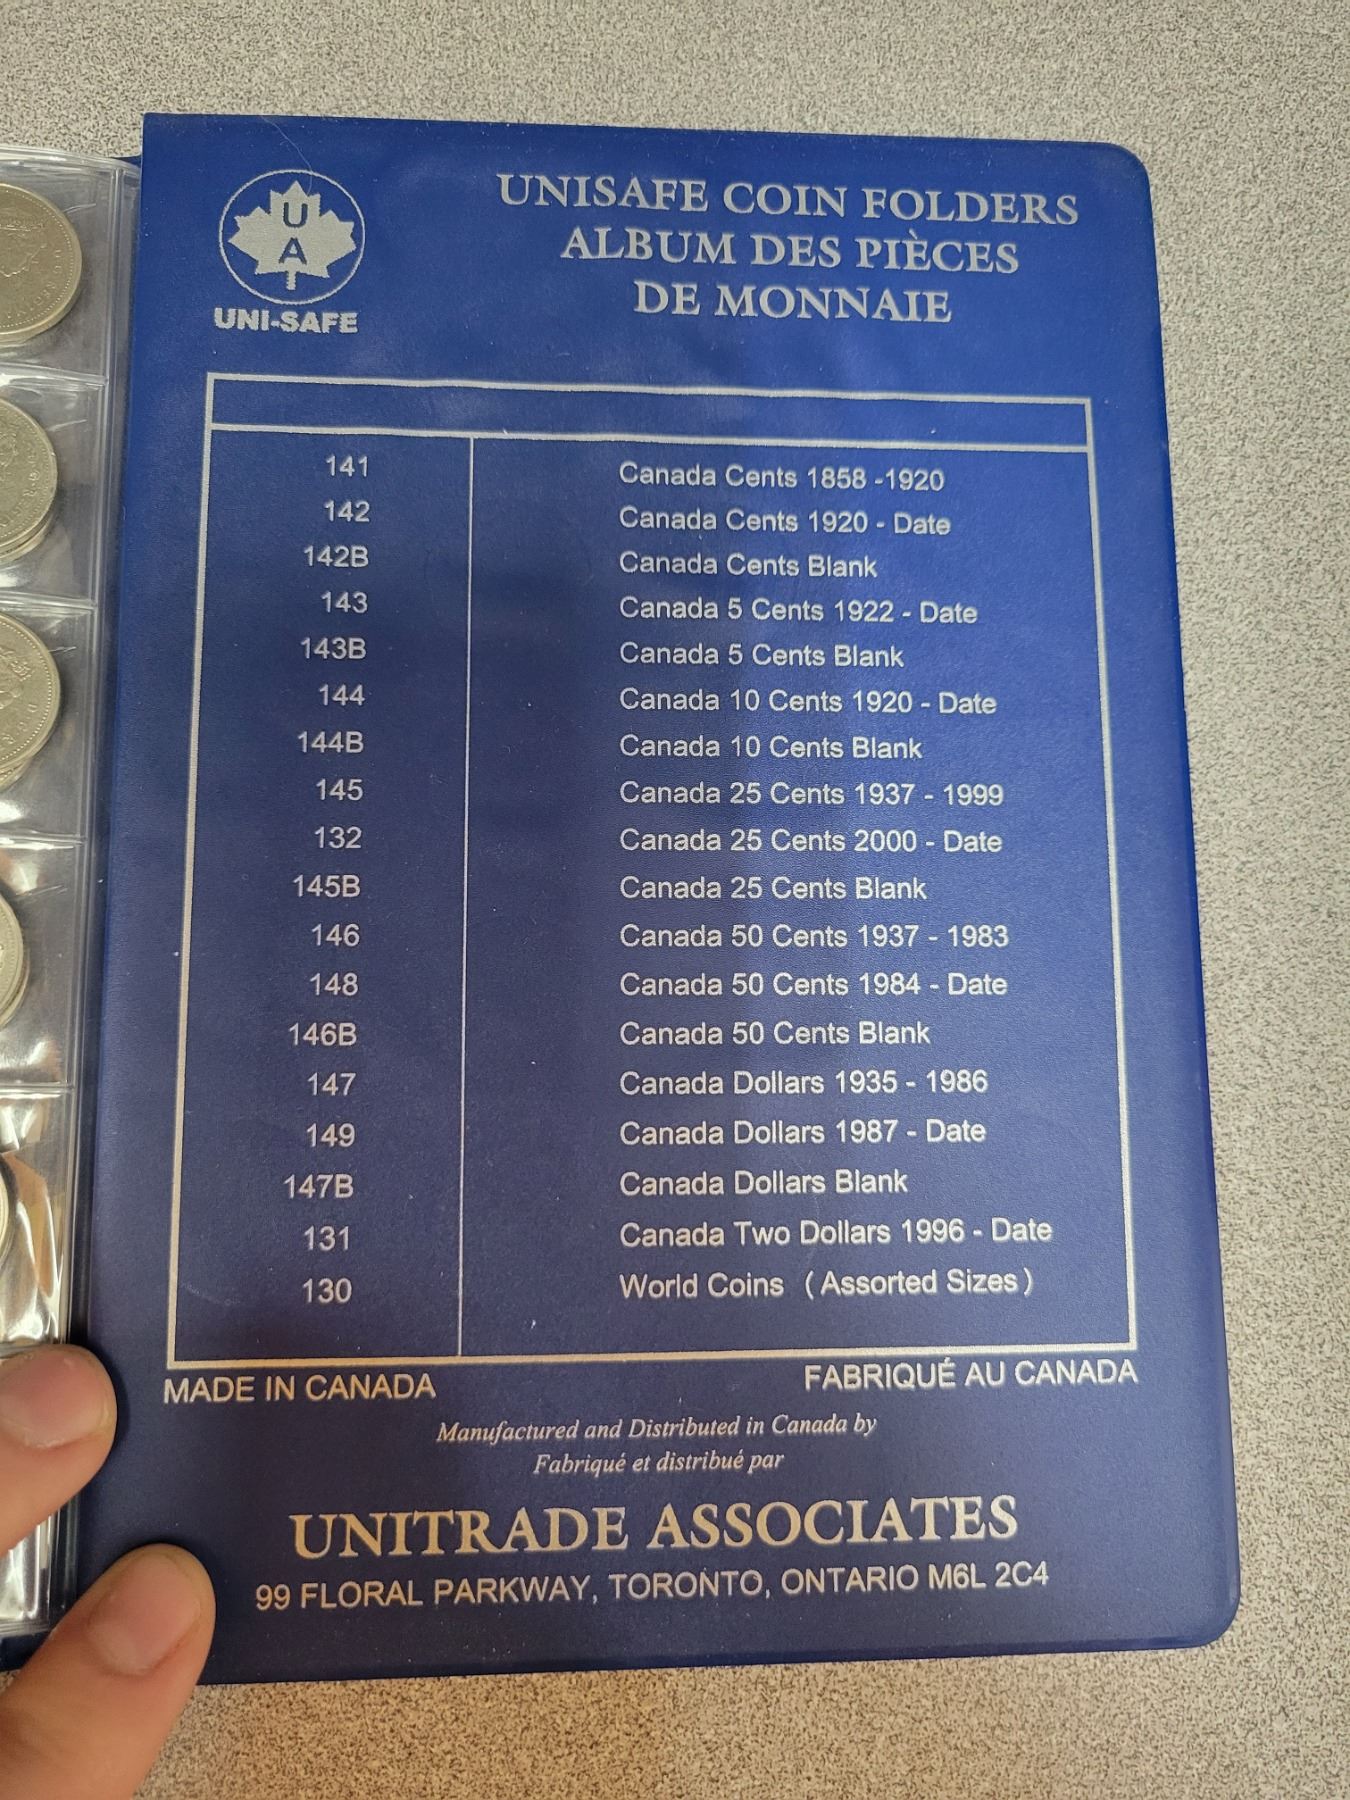 U
A
UNI-SAFE
UNISAFE COIN FOLDERS
ALBUM DES PIÈCES
DE MONNAIE
141 Canada Cents 1858 -1920
142 Canada Cents 1920 - Date
142B Canada Cents Blank
143 Canada 5 Cents 1922 - Date
143B Canada 5 Cents Blank
144 Canada 10 Cents 1920 - Date
144B Canada 10 Cents Blank
145 Canada 25 Cents 1937 - 1999
132 Canada 25 Cents 2000 - Date
145B Canada 25 Cents Blank
146 Canada 50 Cents 1937 - 1983
148 Canada 50 Cents 1984 - Date
146B Canada 50 Cents Blank
147 Canada Dollars 1935 - 1986
149 Canada Dollars 1987 - Date
147B Canada Dollars Blank
131 Canada Two Dollars 1996 - Date
130 World Coins (Assorted Sizes)
MADE IN CANADA FABRIQUÉ AU CANADA
Manufactured and Distributed in Canada by
Fabriqué et distribué par
UNITRADE ASSOCIATES
99 FLORAL PARKWAY, TORONTO, ONTARIO M6L 2C4